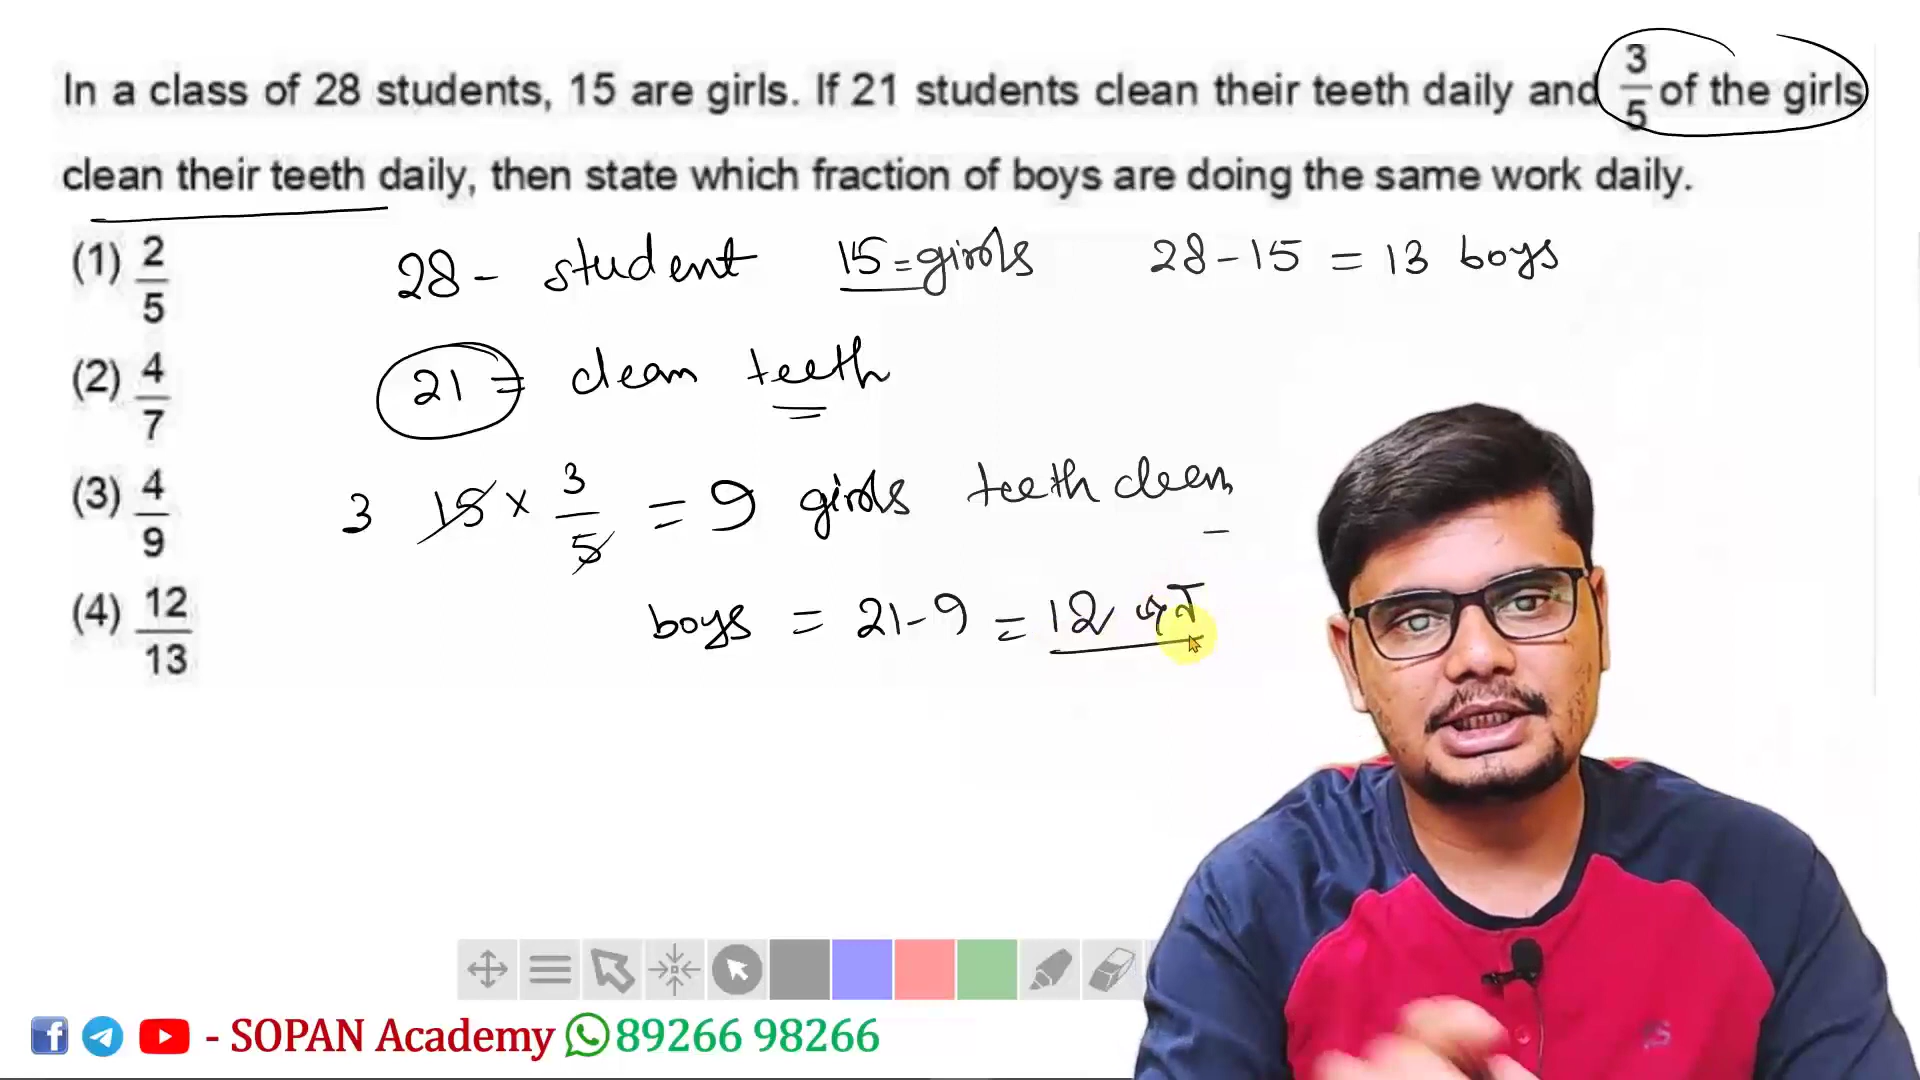 In a class of 28 students, 15 are girls. If 21 students clean their teeth daily and 3/5 of the girls
clean their teeth daily, then state which fraction of boys are doing the same work daily.
(1) 2/5
28 - student 15 = girls 28 - 15 = 13 boys
(2) 4/7
21 = clean teeth
(3) 4/9
3 15 × 3/5 = 9 girls teeth clean
(4) 12/13
boys = 21 - 9 = 12
- SOPAN Academy 89266 98266